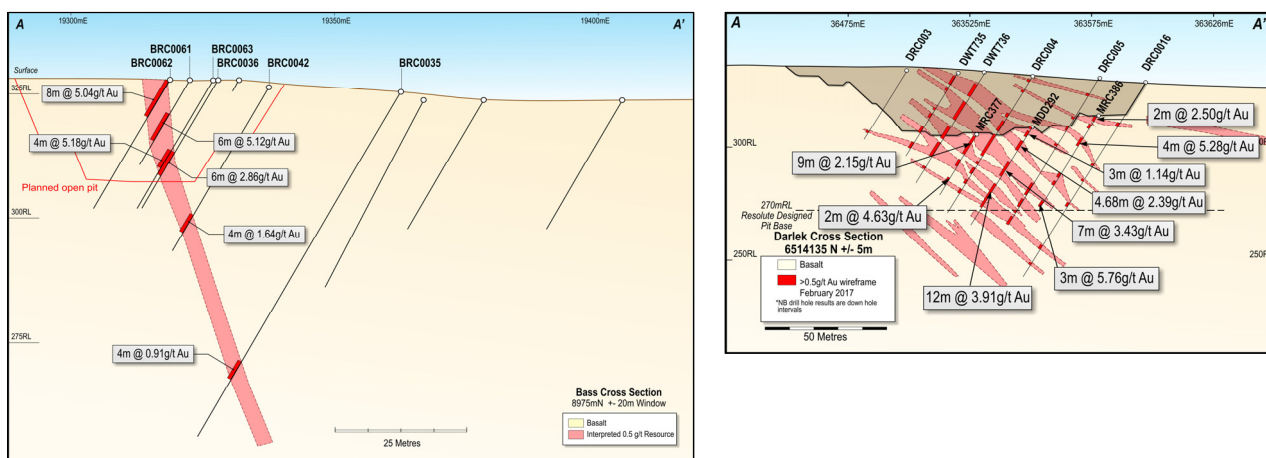 A
19300mE
19350mE
19400mE
A'
BRC0061
BRC0063
BRC0062
BRC0036
BRC0042
BRC0035
Surface
325RL
8m @ 5.04g/t Au
4m @ 5.18g/t Au
6m @ 5.12g/t Au
6m @ 2.86g/t Au
Planned open pit
300RL
4m @ 1.64g/t Au
275RL
4m @ 0.91g/t Au
25 Metres
Bass Cross Section
8975mN +- 20m Window
Basalt
Interpreted 0.5 g/t Resource
A
36475mE
363525mE
363575mE
363626mE
A'
DRC003
DWT735
DWT736
DRC004
DRC005
DRC0016
MRC377
MDD292
MRC386
2m @ 2.50g/t Au
300RL
300RL
4m @ 5.28g/t Au
9m @ 2.15g/t Au
3m @ 1.14g/t Au
4.68m @ 2.39g/t Au
270mRL
Resolute Designed
Pit Base
2m @ 4.63g/t Au
7m @ 3.43g/t Au
Darlek Cross Section
6514135 N +/- 5m
250RL
250RL
Basalt
>0.5g/t Au wireframe
February 2017
*NB drill hole results are down hole
intervals
3m @ 5.76g/t Au
12m @ 3.91g/t Au
50 Metres